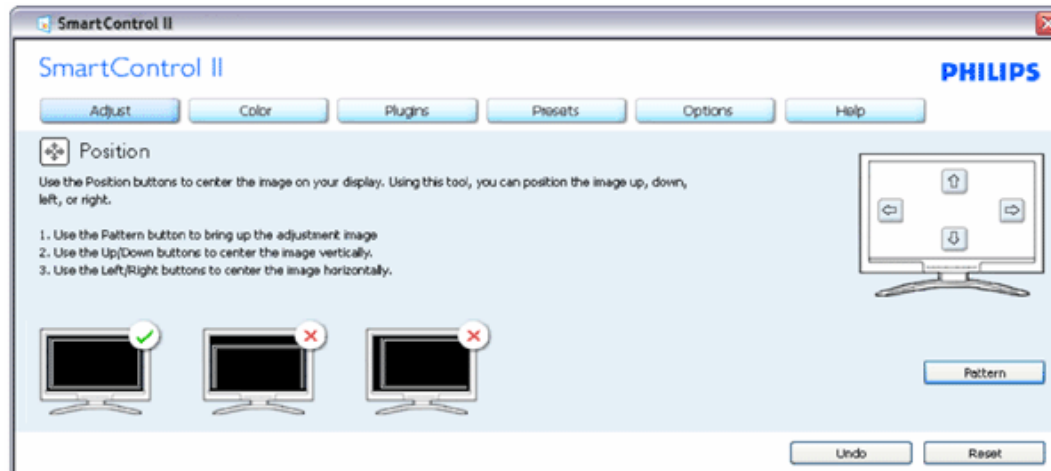 SmartControl II
SmartControl II
PHILIPS
Adjust Color Plugins Presets Options Help
Position
Use the Position buttons to center the image on your display. Using this tool, you can position the image up, down,
left, or right.
1. Use the Pattern button to bring up the adjustment image
2. Use the Up/Down buttons to center the image vertically.
3. Use the Left/Right buttons to center the image horizontally.
Pattern
Undo Reset